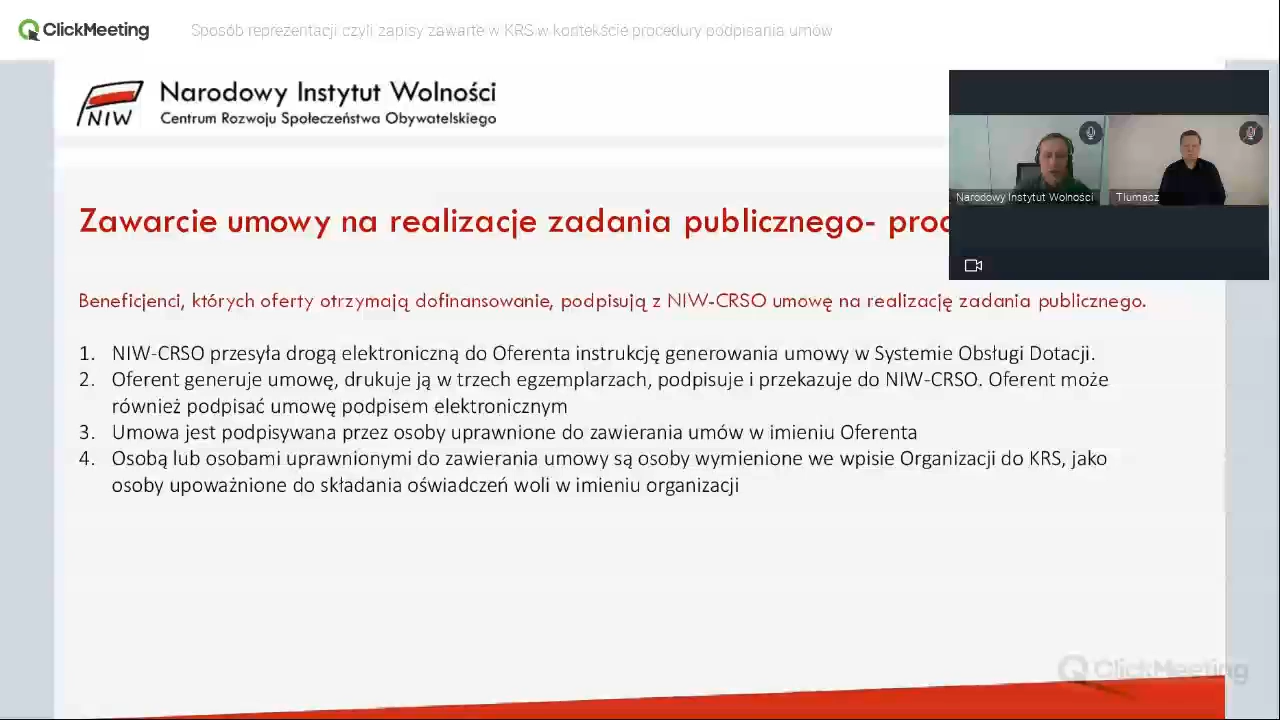 ClickMeeting
Sposób reprezentacji czyli zapisy zawarte w KRS w kontekście procedury podpisania umów
NIW
Narodowy Instytut Wolności
Centrum Rozwoju Społeczeństwa Obywatelskiego
Narodowy Instytut Wolności
Tłumacz
Zawarcie umowy na realizacje zadania publicznego-
Beneficjenci, których oferty otrzymają dofinansowanie, podpisują z NIW-CRSO umowę na realizację zadania publicznego.
1. NIW-CRSO przesyła drogą elektroniczną do Oferenta instrukcję generowania umowy w Systemie Obsługi Dotacji.
2. Oferent generuje umowę, drukuje ją w trzech egzemplarzach, podpisuje i przekazuje do NIW-CRSO. Oferent może
również podpisać umowę podpisem elektronicznym
3. Umowa jest podpisywana przez osoby uprawnione do zawierania umów w imieniu Oferenta
4. Osobą lub osobami uprawnionymi do zawierania umowy są osoby wymienione we wpisie Organizacji do KRS, jako
osoby upoważnione do składania oświadczeń woli w imieniu organizacji
ClickMeeting